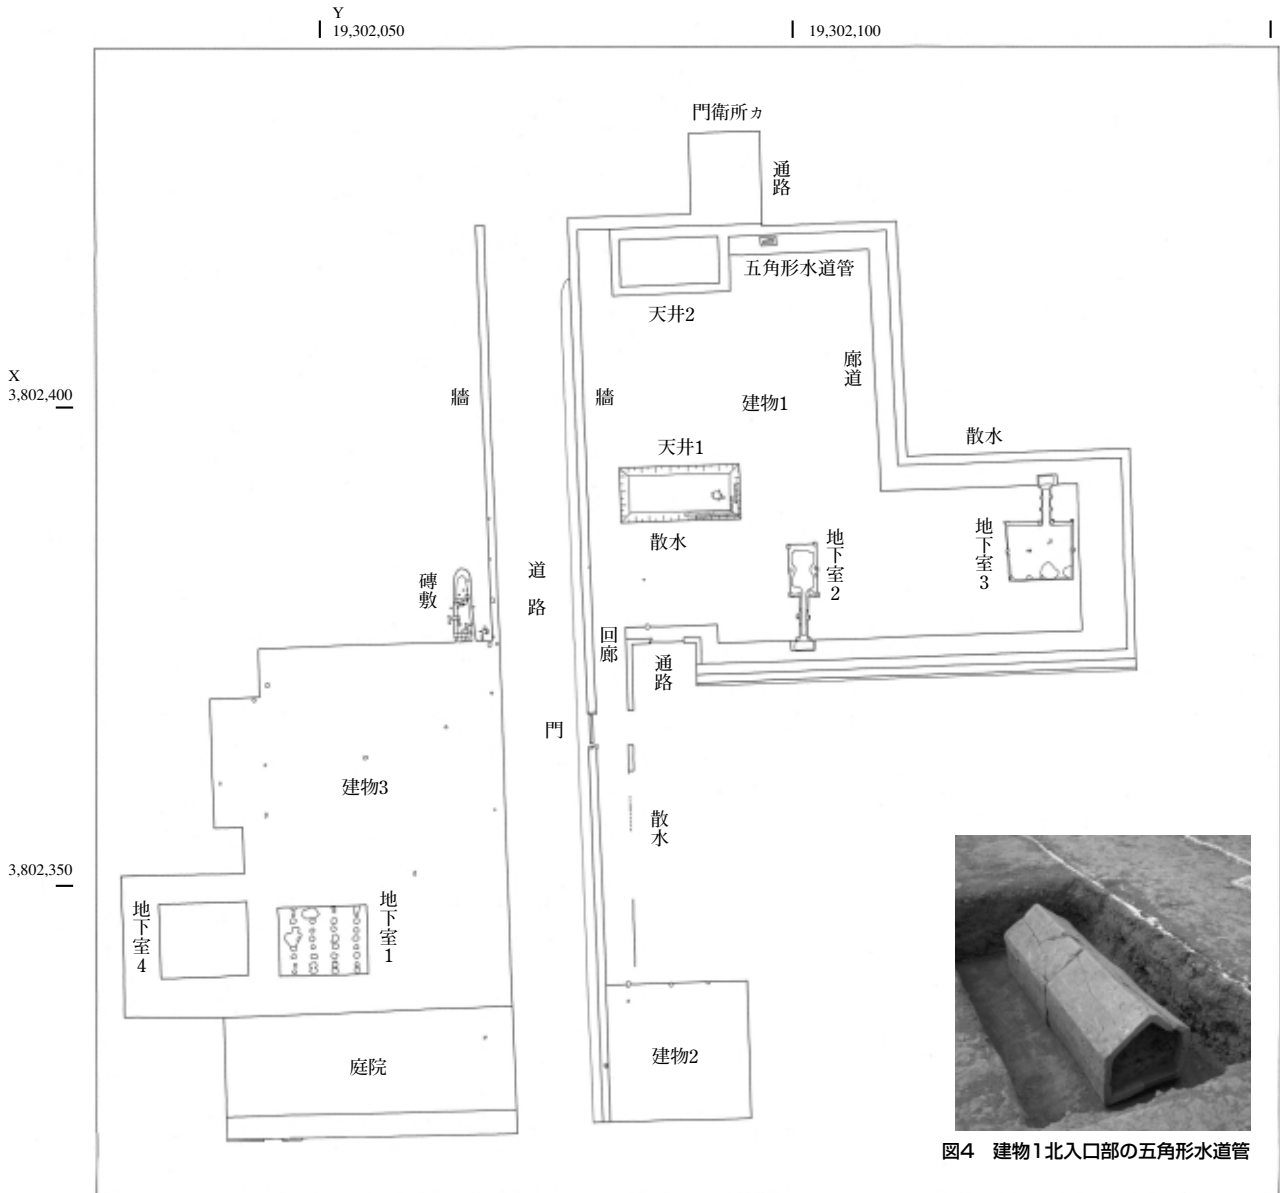 Y
19,302,050
19,302,100
門衛所ヵ
通路
五角形水道管
天井2
X
3,802,400
牆
牆
廊道
建物1
天井1
散水
散水
地下室2
地下室3
磚敷
道路
回廊
通路
門
建物3
散水
3,802,350
地下室4
地下室1
建物2
庭院
図4 建物1北入口部の五角形水道管